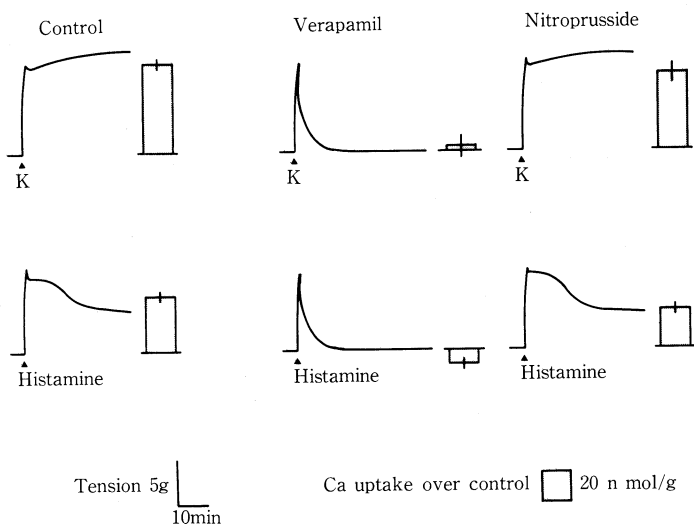 Control
Verapamil
Nitroprusside
K
K
K
Histamine
Histamine
Histamine
Tension 5g
10min
Ca uptake over control
20 n mol/g